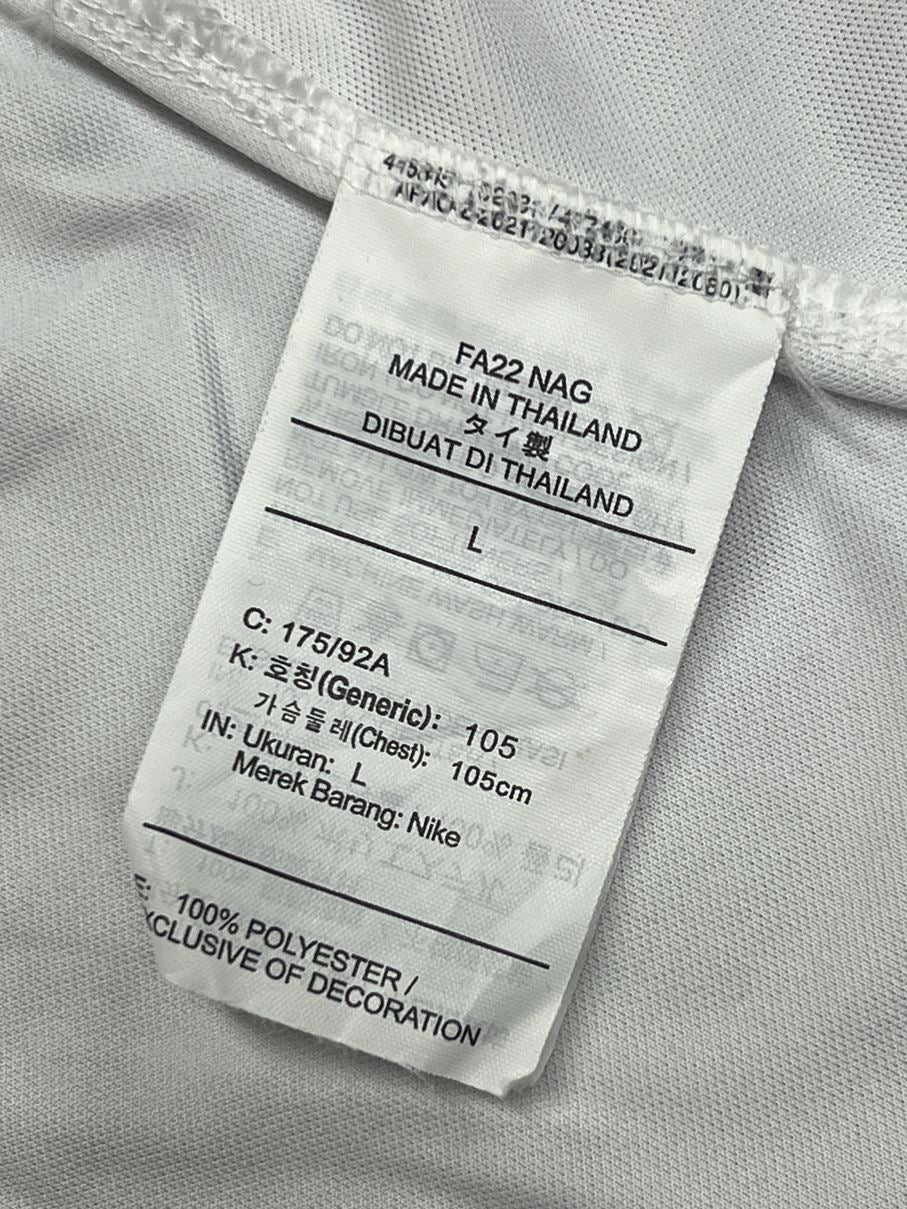 FA22 NAG
MADE IN THAILAND
タイ製
DIBUAT DI THAILAND
L
C: 175/92A
K: 호칭(Generic): 105
가슴둘레(Chest): 105cm
IN: Ukuran: L
Merek Barang: Nike
E: 100% POLYESTER /
EXCLUSIVE OF DECORATION